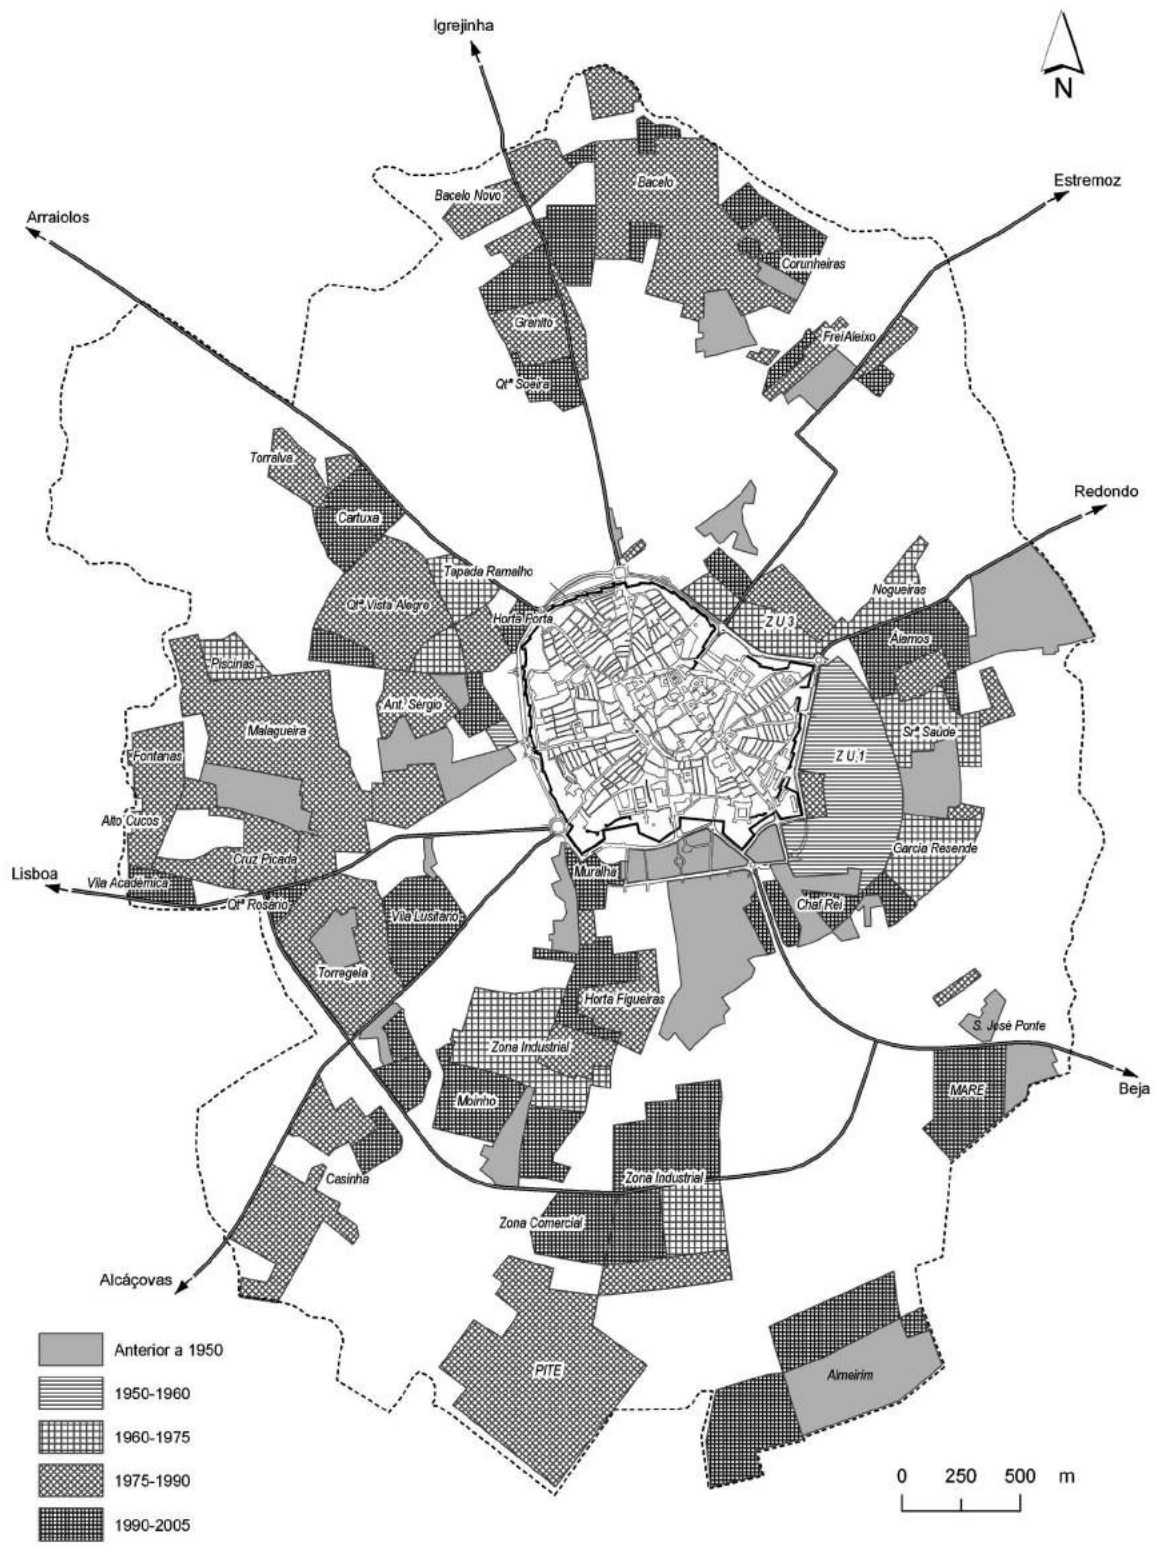 Igrejinha
N
Estremoz
Bacelo
Bacelo Novo
Arraiolos
Corunheiras
Granito
Frei Aleixo
Qtª Soeira
Torralva
Redondo
Cartuxa
Tapada Ramalho
Nogueiras
Qtª Vista Alegre
Horta Porta
Z U 3
Álamos
Piscinas
Ant. Sérgio
Malagueira
Srª Saúde
Fontanas
Z U 1
Alto Cucos
Garcia Resende
Cruz Picada
Lisboa
Muralha
Vila Académica
Qtª Rosário
Chaf Rei
Vila Lusitano
Torregela
Horta Figueiras
S. José Ponte
Zona Industrial
Beja
MARE
Moinho
Casinha
Zona Industrial
Zona Comercial
Alcáçovas
PITE
Almeirim
Anterior a 1950
1950-1960
1960-1975
1975-1990
1990-2005
0 250 500 m